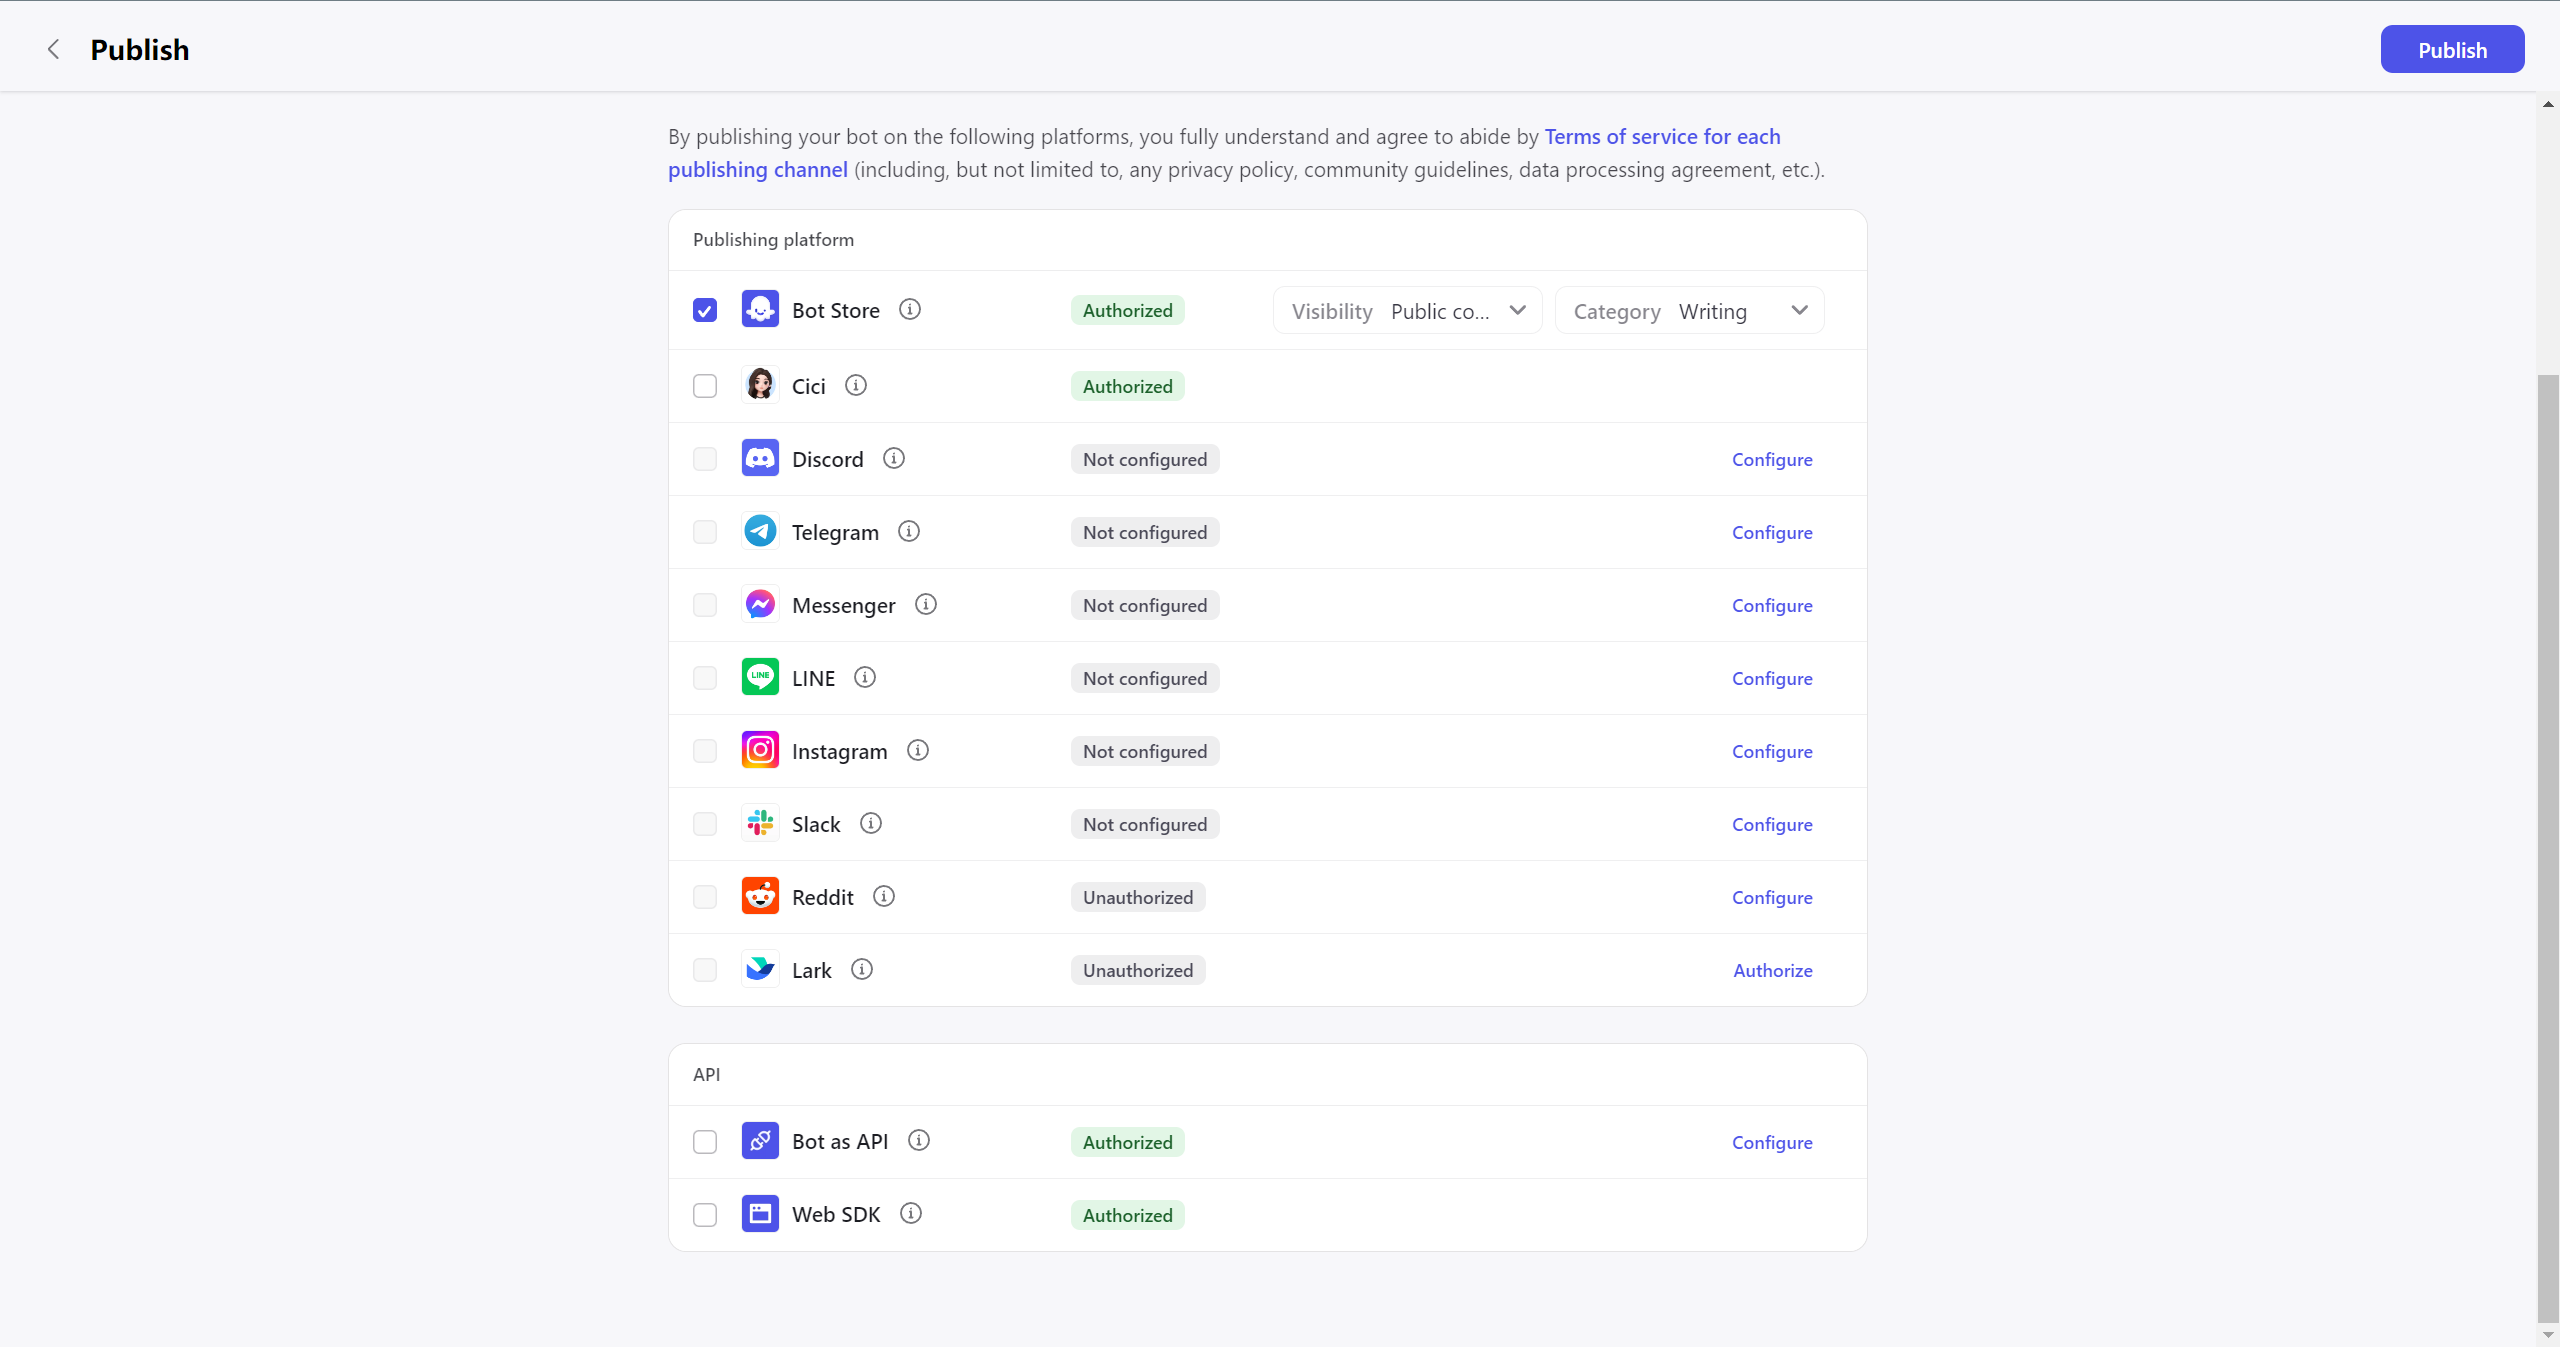 Publish
Publish
By publishing your bot on the following platforms, you fully understand and agree to abide by Terms of service for each
publishing channel (including, but not limited to, any privacy policy, community guidelines, data processing agreement, etc.).
Publishing platform
Bot Store Authorized Visibility Public co... Category Writing
Cici Authorized
Discord Not configured Configure
Telegram Not configured Configure
Messenger Not configured Configure
LINE LINE Not configured Configure
Instagram Not configured Configure
Slack Not configured Configure
Reddit Unauthorized Configure
Lark Unauthorized Authorize
API
Bot as API Authorized Configure
Web SDK Authorized